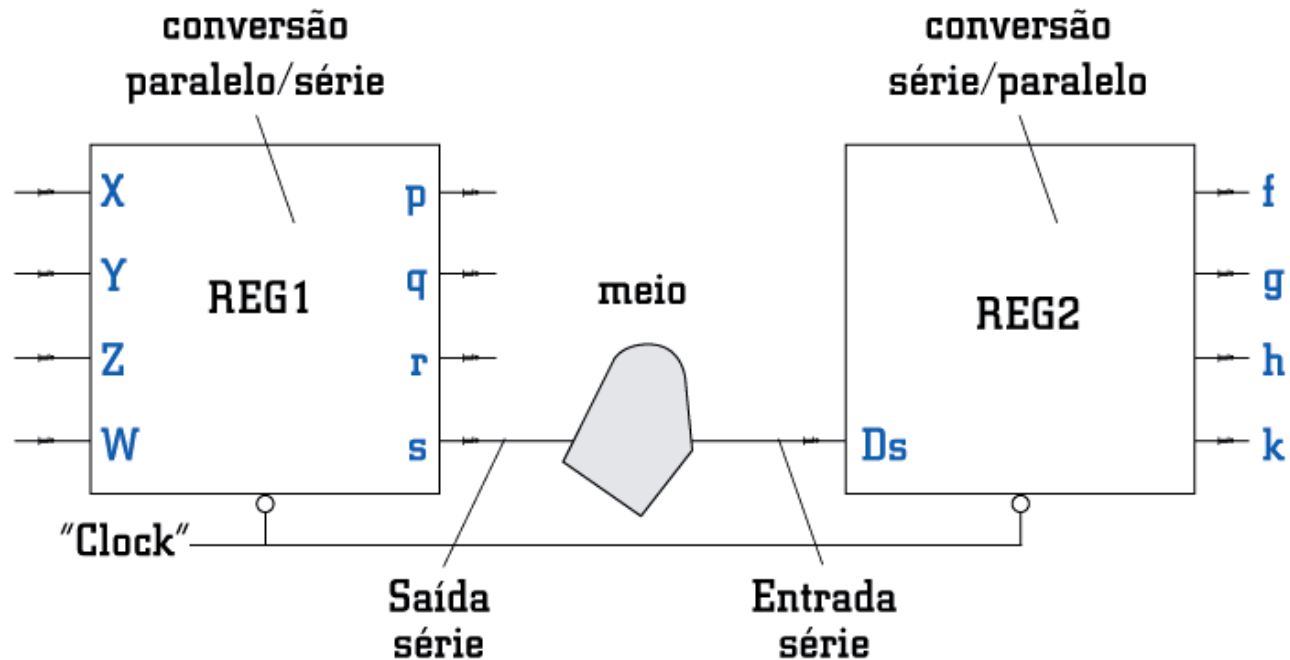 conversão
paralelo/série
conversão
série/paralelo
X
p
f
Y
q
g
REG1
meio
REG2
Z
r
h
W
s
Ds
k
"Clock"
Saída
série
Entrada
série